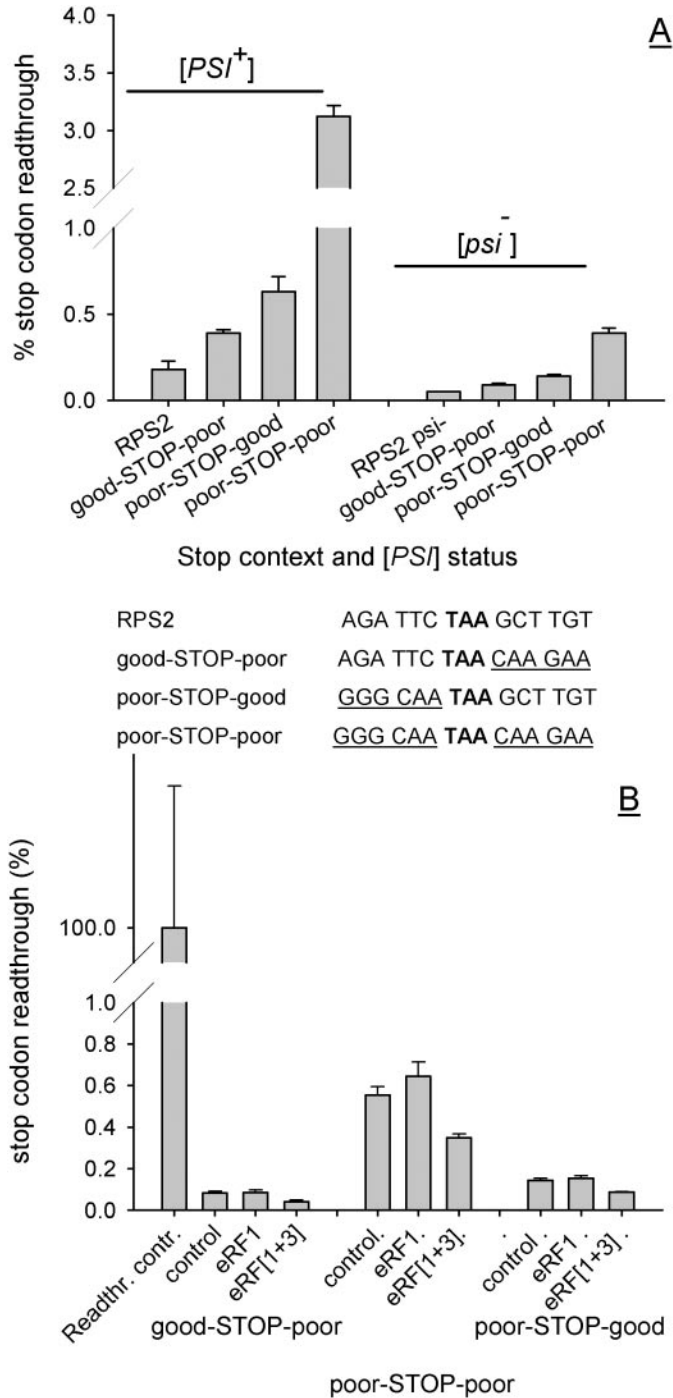 A
[PSI+]
4.0
3.5
3.0
2.5
1.0
0.5
0.0
% stop codon readthrough
[psi-]
RPS2
good-STOP-poor
poor-STOP-good
poor-STOP-poor
RPS2 psi-
good-STOP-poor
poor-STOP-good
poor-STOP-poor
Stop context and [PSI] status
RPS2 AGA TTC TAA GCT TGT
good-STOP-poor AGA TTC TAA CAA GAA
poor-STOP-good GGG CAA TAA GCT TGT
poor-STOP-poor GGG CAA TAA CAA GAA
B
stop codon readthrough (%)
100.0
1.0
0.8
0.6
0.4
0.2
0.0
Readthr. contr.
control
eRF1
eRF[1+3]
control.
eRF1.
eRF[1+3].
.
control .
eRF1 .
eRF[1+3] .
good-STOP-poor
poor-STOP-good
poor-STOP-poor